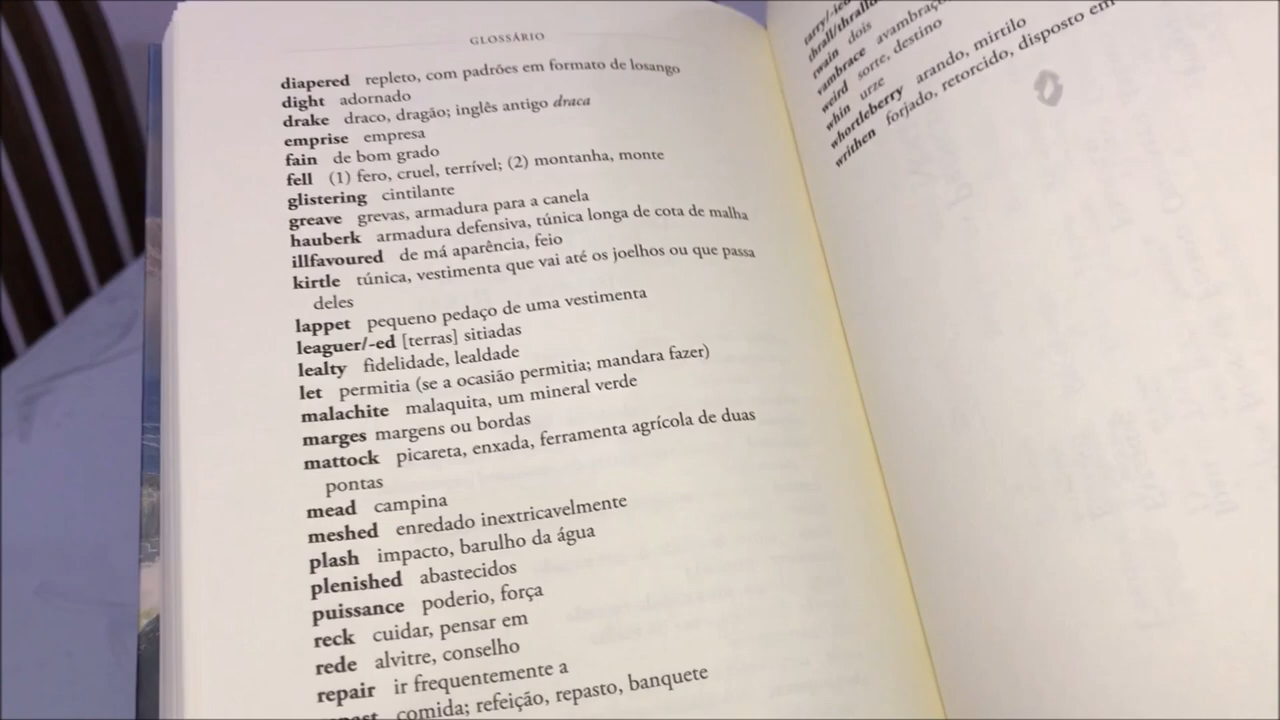 GLOSSÁRIO
diapered repleto, com padrões em formato de losango
dight adornado
drake draco, dragão; inglês antigo draca
emprise empresa
fain de bom grado
fell (1) fero, cruel, terrível; (2) montanha, monte
glistering cintilante
greave grevas, armadura para a canela
hauberk armadura defensiva, túnica longa de cota de malha
illfavoured de má aparência, feio
kirtle túnica, vestimenta que vai até os joelhos ou que passa
deles
lappet pequeno pedaço de uma vestimenta
leaguer/-ed [terras] sitiadas
lealty fidelidade, lealdade
let permitia (se a ocasião permitia; mandara fazer)
malachite malaquita, um mineral verde
marges margens ou bordas
mattock picareta, enxada, ferramenta agrícola de duas
pontas
mead campina
meshed enredado inextricavelmente
plash impacto, barulho da água
plenished abastecidos
puissance poderio, força
reck cuidar, pensar em
rede alvitre, conselho
repair ir frequentemente a
comida; refeição, repasto, banquete
twain dois
vambrace avambraço
weird sorte, destino
whin urze
whortleberry arando, mirtilo
writhen forjado, retorcido, disposto em